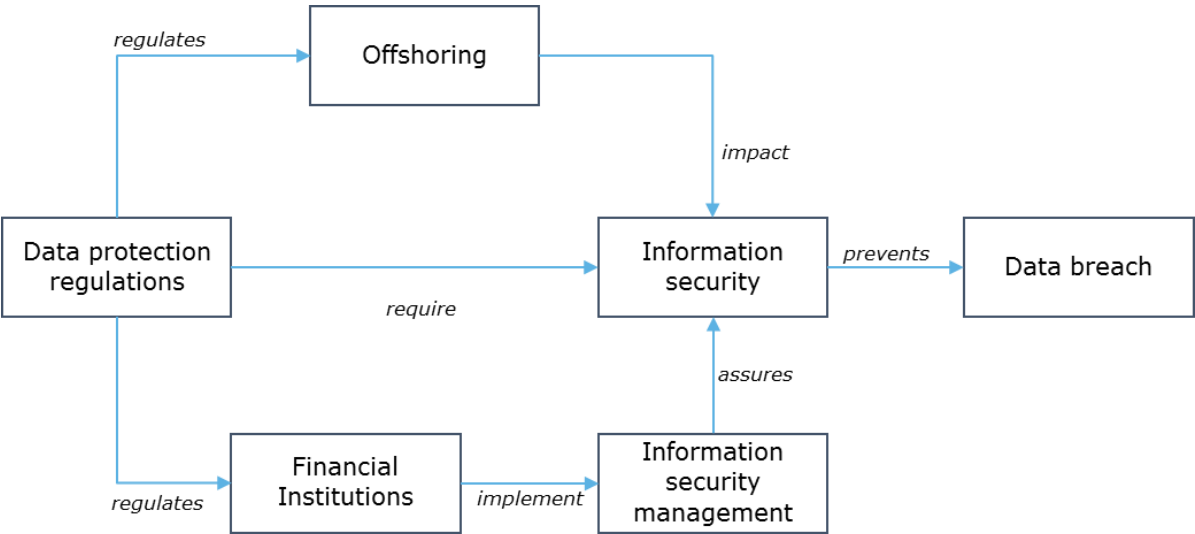 regulates
Offshoring
impact
Data protection
regulations
require
Information
security
prevents
Data breach
assures
regulates
Financial
Institutions
implement
Information
security
management